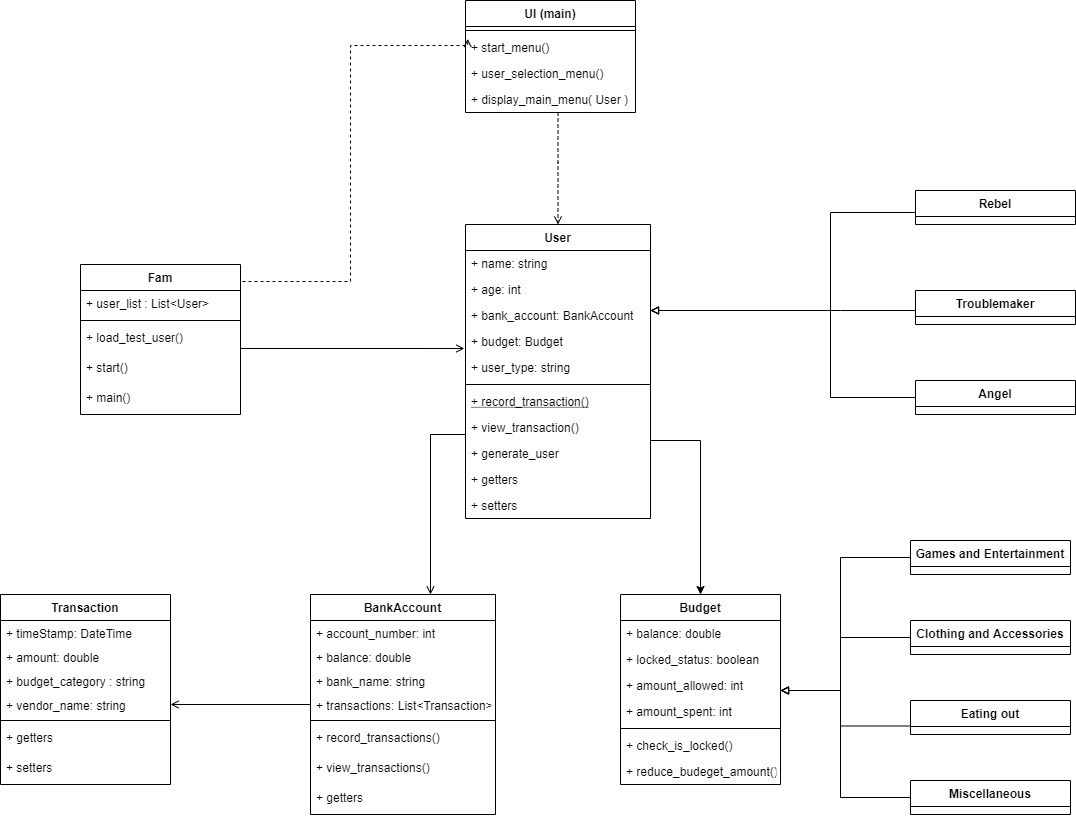 UI (main)
+ start_menu()
+ user_selection_menu()
+ display_main_menu( User )
Rebel
Troublemaker
Angel
User
+ name: string
+ age: int
+ bank_account: BankAccount
+ budget: Budget
+ user_type: string
+ record_transaction()
+ view_transaction()
+ generate_user
+ getters
+ setters
Fam
+ user_list : List<User>
+ load_test_user()
+ start()
+ main()
Games and Entertainment
Clothing and Accessories
Eating out
Miscellaneous
Transaction
+ timeStamp: DateTime
+ amount: double
+ budget_category : string
+ vendor_name: string
+ getters
+ setters
BankAccount
+ account_number: int
+ balance: double
+ bank_name: string
+ transactions: List<Transaction>
+ record_transactions()
+ view_transactions()
+ getters
Budget
+ balance: double
+ locked_status: boolean
+ amount_allowed: int
+ amount_spent: int
+ check_is_locked()
+ reduce_budeget_amount()